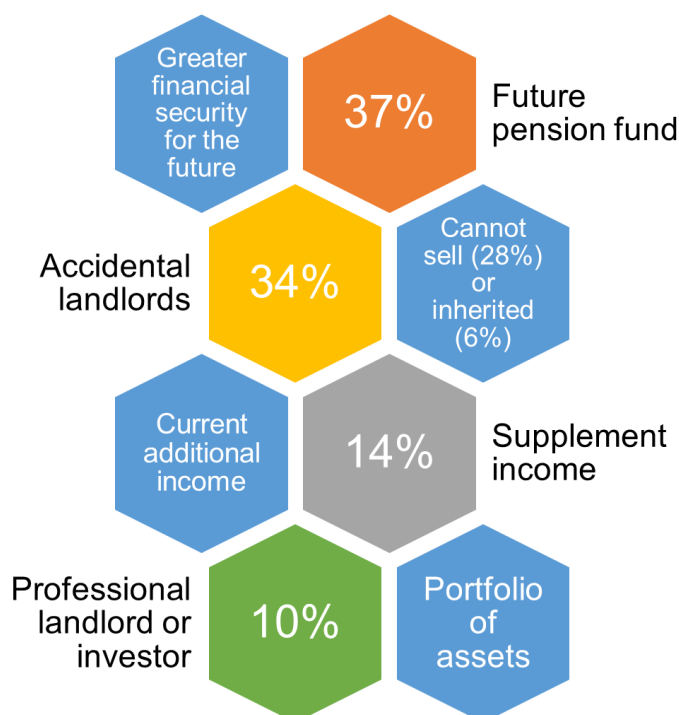 Greater
financial
security
for the
future
37%
Future
pension fund
Accidental
landlords
34%
Cannot
sell (28%)
or
inherited
(6%)
Current
additional
income
14%
Supplement
income
Professional
landlord or
investor
10%
Portfolio
of
assets